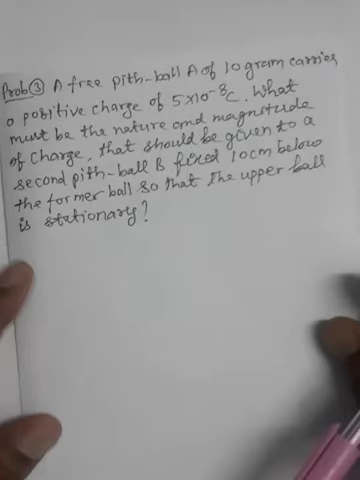 Prob ③ A free pith-ball A of 10 gram carries
a positive charge of 5×10⁻⁸C. What
must be the nature and magnitude
of charge, that should be given to a
second pith-ball B fixed 10cm below
the former ball so that the upper ball
is stationary?